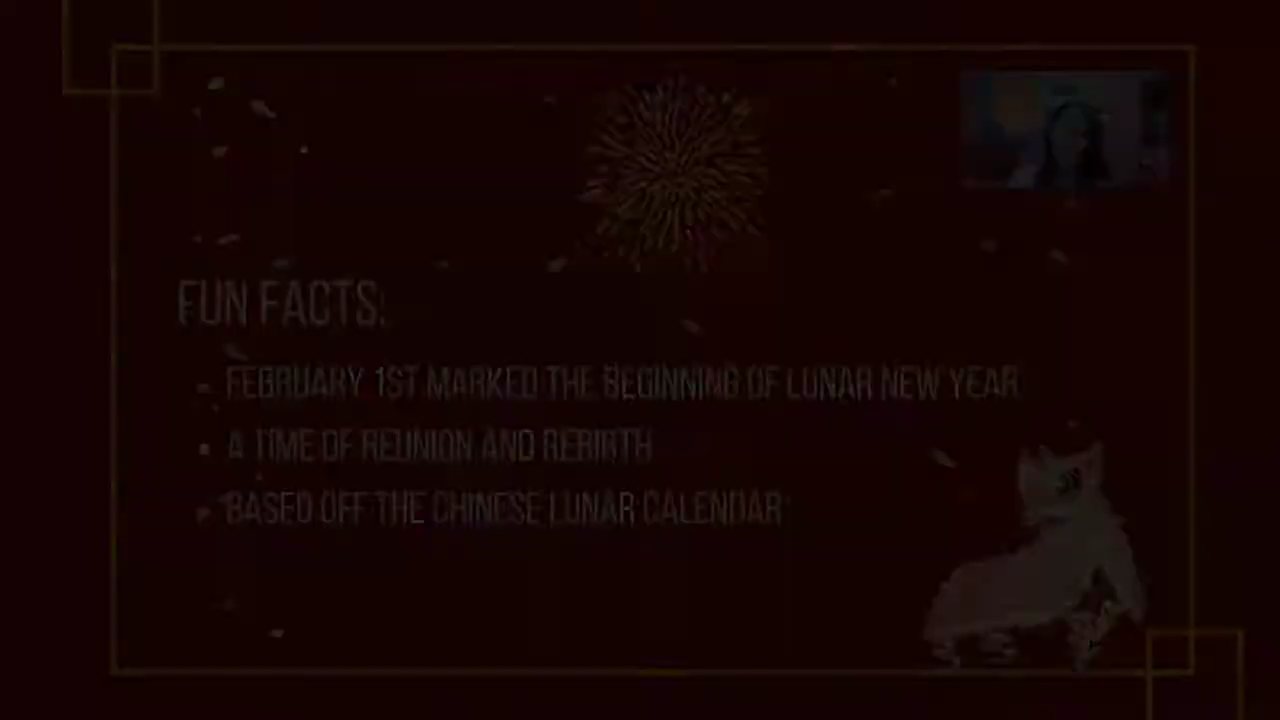 FUN FACTS:
FEBRUARY 1ST MARKED THE BEGINNING OF LUNAR NEW YEAR
A TIME OF REUNION AND REBIRTH
BASED OFF THE CHINESE LUNAR CALENDAR